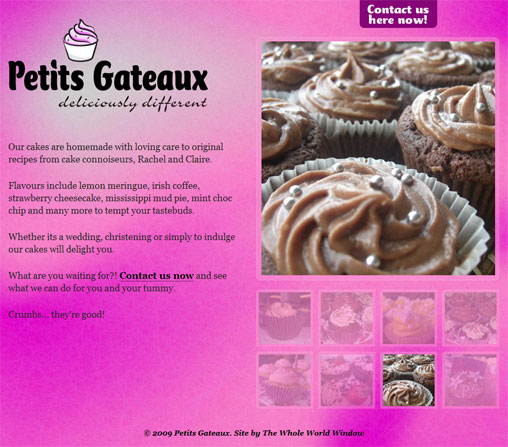 Contact us
here now!
Petits Gateaux
deliciously different
Our cakes are homemade with loving care to original
recipes from cake connoiseurs, Rachel and Claire.
Flavours include lemon meringue, irish coffee,
strawberry cheesecake, mississippi mud pie, mint choc
chip and many more to tempt your tastebuds.
Whether its a wedding, christening or simply to indulge
our cakes will delight you.
What are you waiting for?! Contact us now and see
what we can do for you and your tummy.
Crumbs... they're good!
© 2009 Petits Gateaux. Site by The Whole World Window